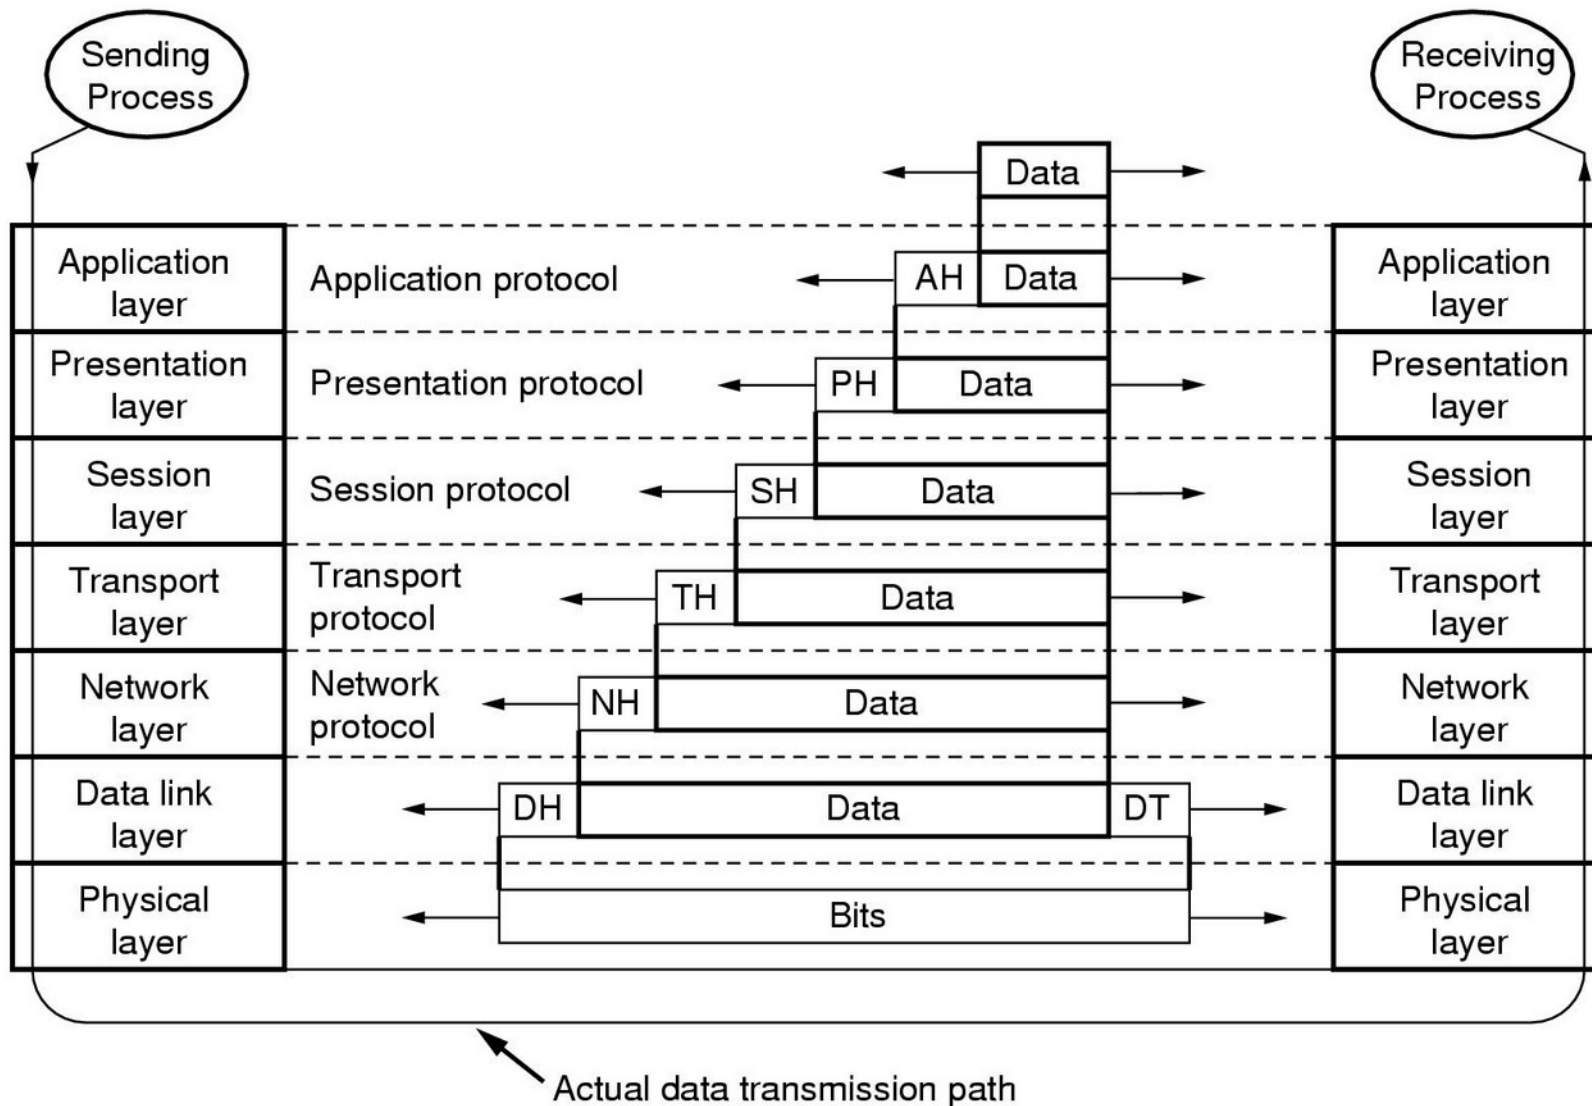 Sending
Process
Receiving
Process
Data
Application
layer
Application protocol
AH
Data
Application
layer
Presentation
layer
Presentation protocol
PH
Data
Presentation
layer
Session
layer
Session protocol
SH
Data
Session
layer
Transport
layer
Transport
protocol
TH
Data
Transport
layer
Network
layer
Network
protocol
NH
Data
Network
layer
Data link
layer
DH
Data
DT
Data link
layer
Physical
layer
Bits
Physical
layer
Actual data transmission path